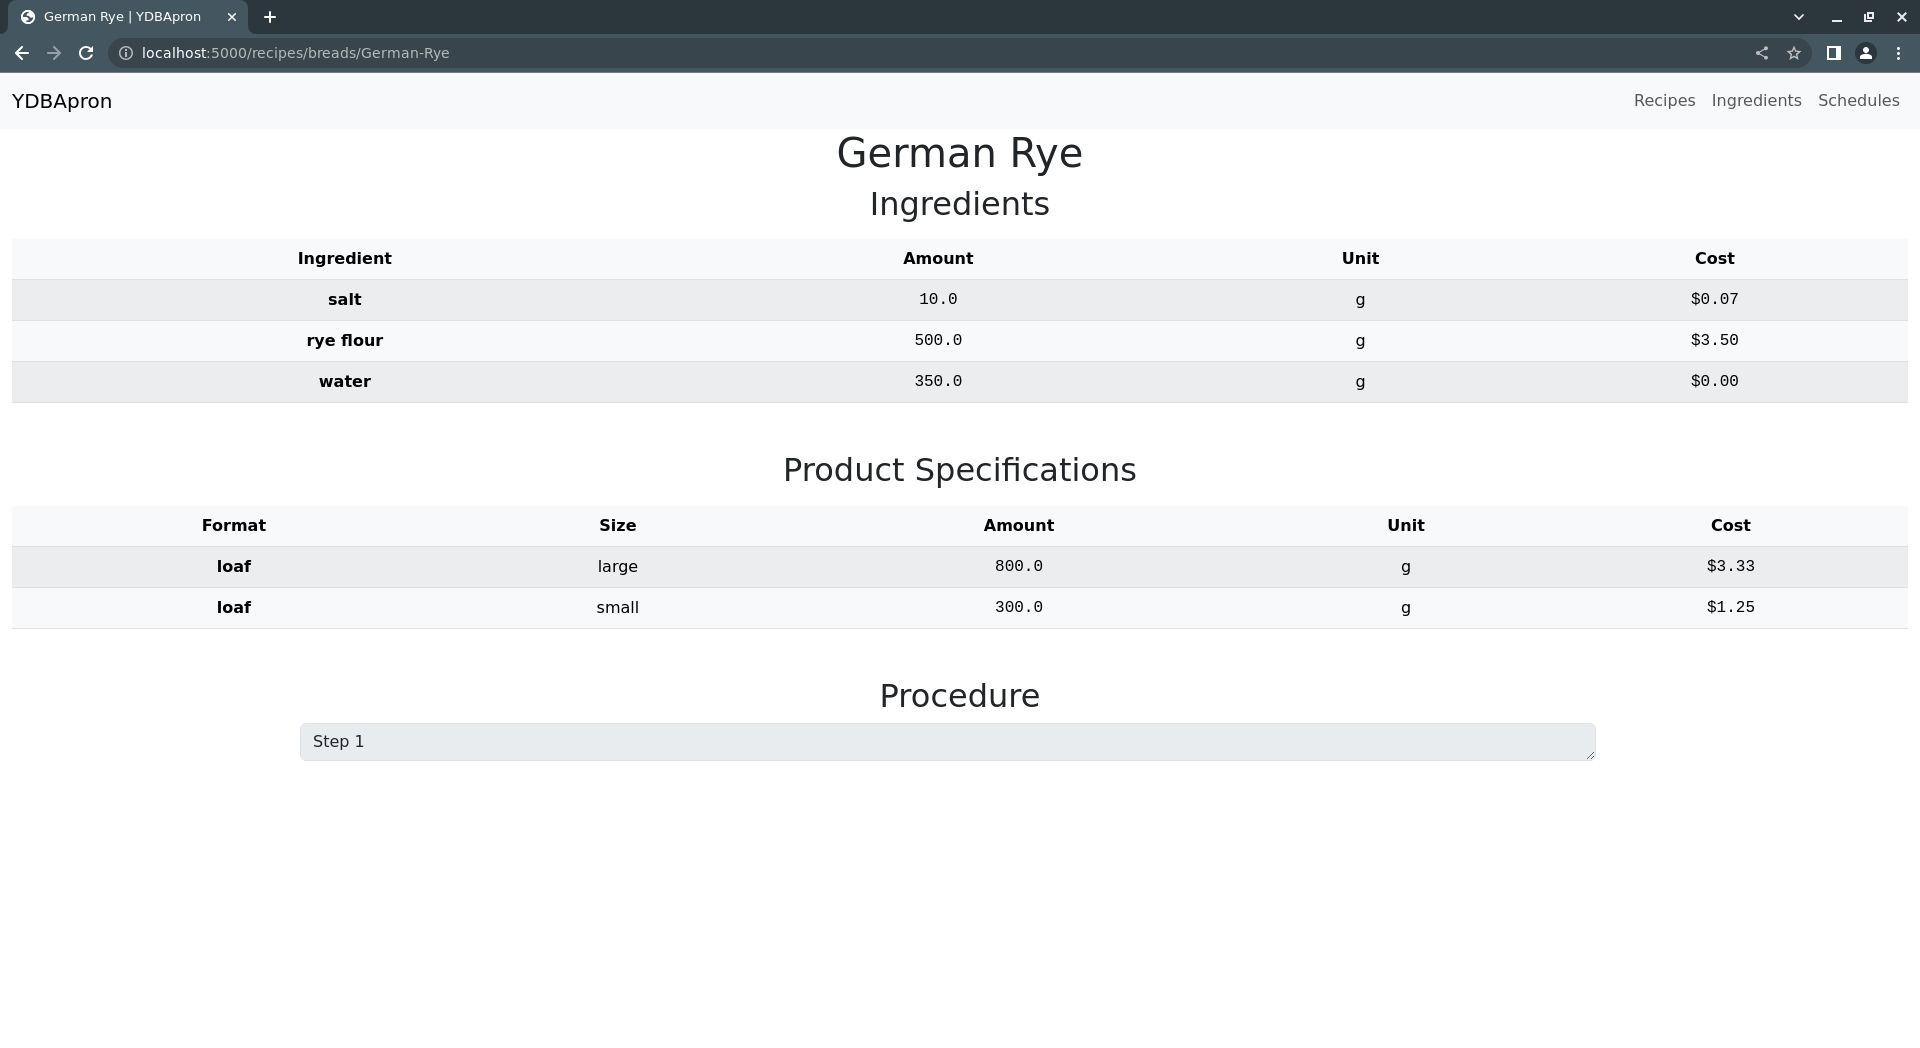 German Rye | YDBApron
localhost:5000/recipes/breads/German-Rye
YDBApron Recipes Ingredients Schedules
German Rye
Ingredients
Ingredient Amount Unit Cost
salt 10.0 g $0.07
rye flour 500.0 g $3.50
water 350.0 g $0.00
Product Specifications
Format Size Amount Unit Cost
loaf large 800.0 g $3.33
loaf small 300.0 g $1.25
Procedure
Step 1